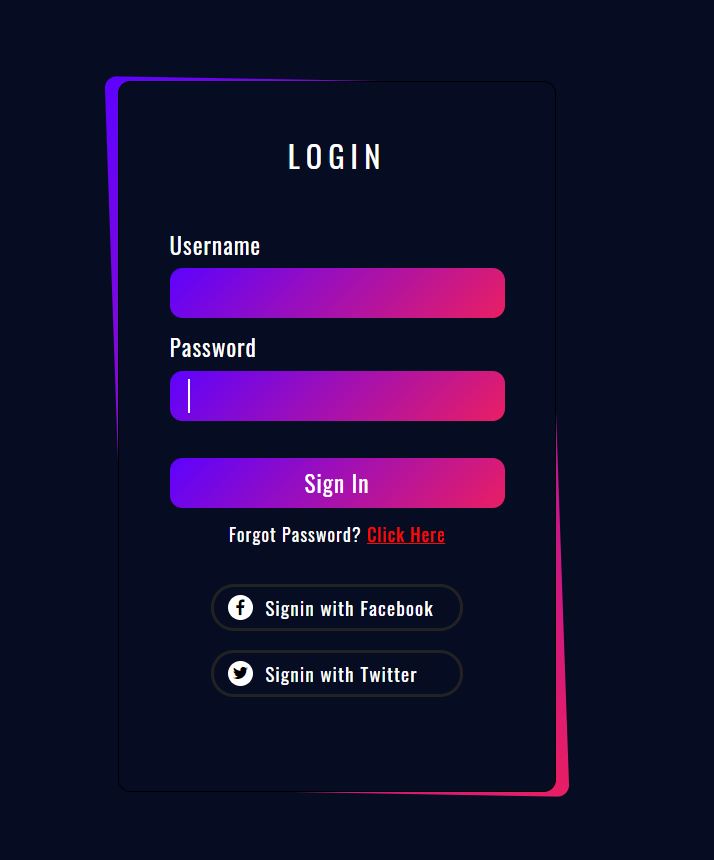 LOGIN
Username
Password
Sign In
Forgot Password? Click Here
Signin with Facebook
Signin with Twitter